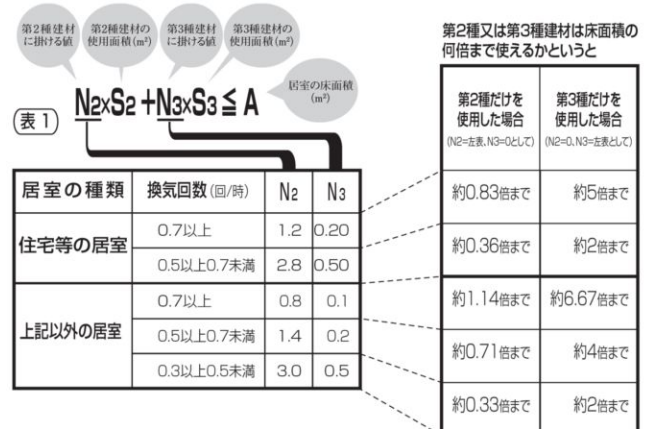 第2種建材
に掛ける値
第2種建材の
使用面積(m²)
第3種建材
に掛ける値
第3種建材の
使用面積(m²)
居室の床面積
(m²)
表1
N2×S2+N3×S3≦A
居室の種類 換気回数(回/時) N2 N3
住宅等の居室
0.7以上 1.2 0.20
0.5以上0.7未満 2.8 0.50
上記以外の居室
0.7以上 0.8 0.1
0.5以上0.7未満 1.4 0.2
0.3以上0.5未満 3.0 0.5
第2種又は第3種建材は床面積の
何倍まで使えるかというと
第2種だけを
使用した場合
(N2=左表、N3=0として)
第3種だけを
使用した場合
(N2=0、N3=左表として)
約0.83倍まで 約5倍まで
約0.36倍まで 約2倍まで
約1.14倍まで 約6.67倍まで
約0.71倍まで 約4倍まで
約0.33倍まで 約2倍まで